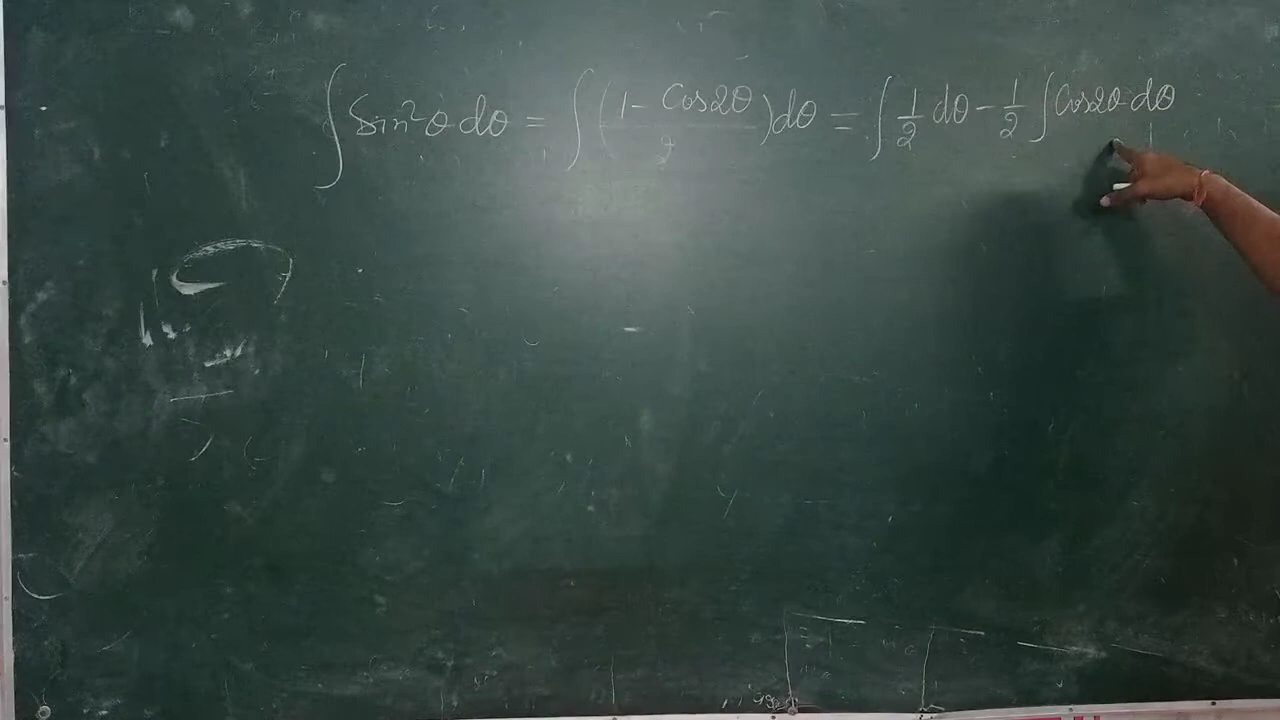 ∫ Sin²θ dθ = ∫ (1 - Cos2θ / 2) dθ = ∫ 1/2 dθ - 1/2 ∫ Cos2θ dθ